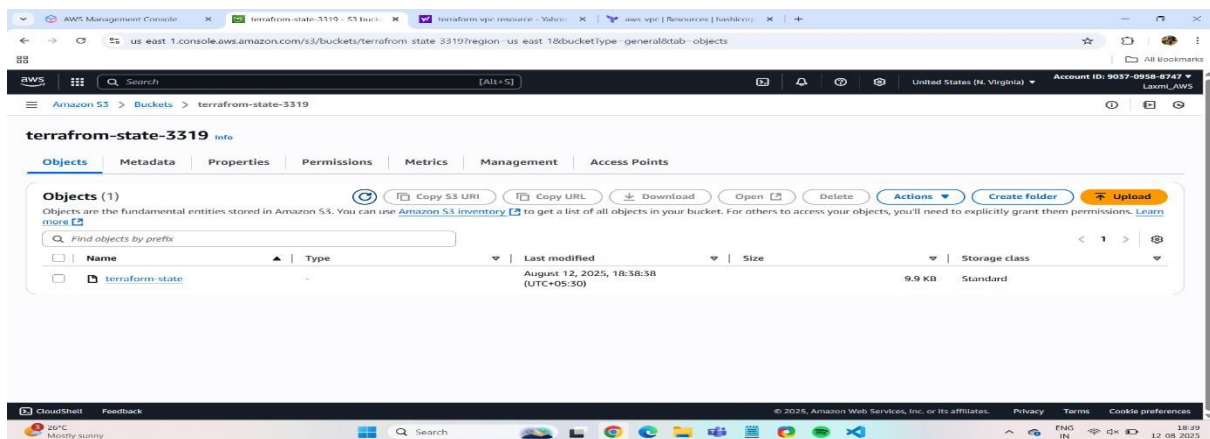 AWS Management Console
terrafrom-state-3319 - S3 buck
terraform vpc resource - Yahoo
aws vpc | Resources | hashicorp
us-east-1.console.aws.amazon.com/s3/buckets/terrafrom-state-3319?region=us-east-1&bucketType=general&tab=objects
All Bookmarks
aws
Search
[Alt+S]
United States (N. Virginia)
Account ID: 9037-0958-8747
Laxmi_AWS
Amazon S3 > Buckets > terrafrom-state-3319
terrafrom-state-3319 Info
Objects Metadata Properties Permissions Metrics Management Access Points
Objects (1)
Copy S3 URI Copy URL Download Open Delete Actions Create folder Upload
Objects are the fundamental entities stored in Amazon S3. You can use Amazon S3 inventory to get a list of all objects in your bucket. For others to access your objects, you'll need to explicitly grant them permissions. Learn
more
Find objects by prefix
< 1 >
Name Type Last modified Size Storage class
terraform-state - August 12, 2025, 18:38:38 9.9 KB Standard
(UTC+05:30)
CloudShell Feedback
© 2025, Amazon Web Services, Inc. or its affiliates. Privacy Terms Cookie preferences
26°C
Mostly sunny
Search
ENG
IN
18:39
12-08-2025